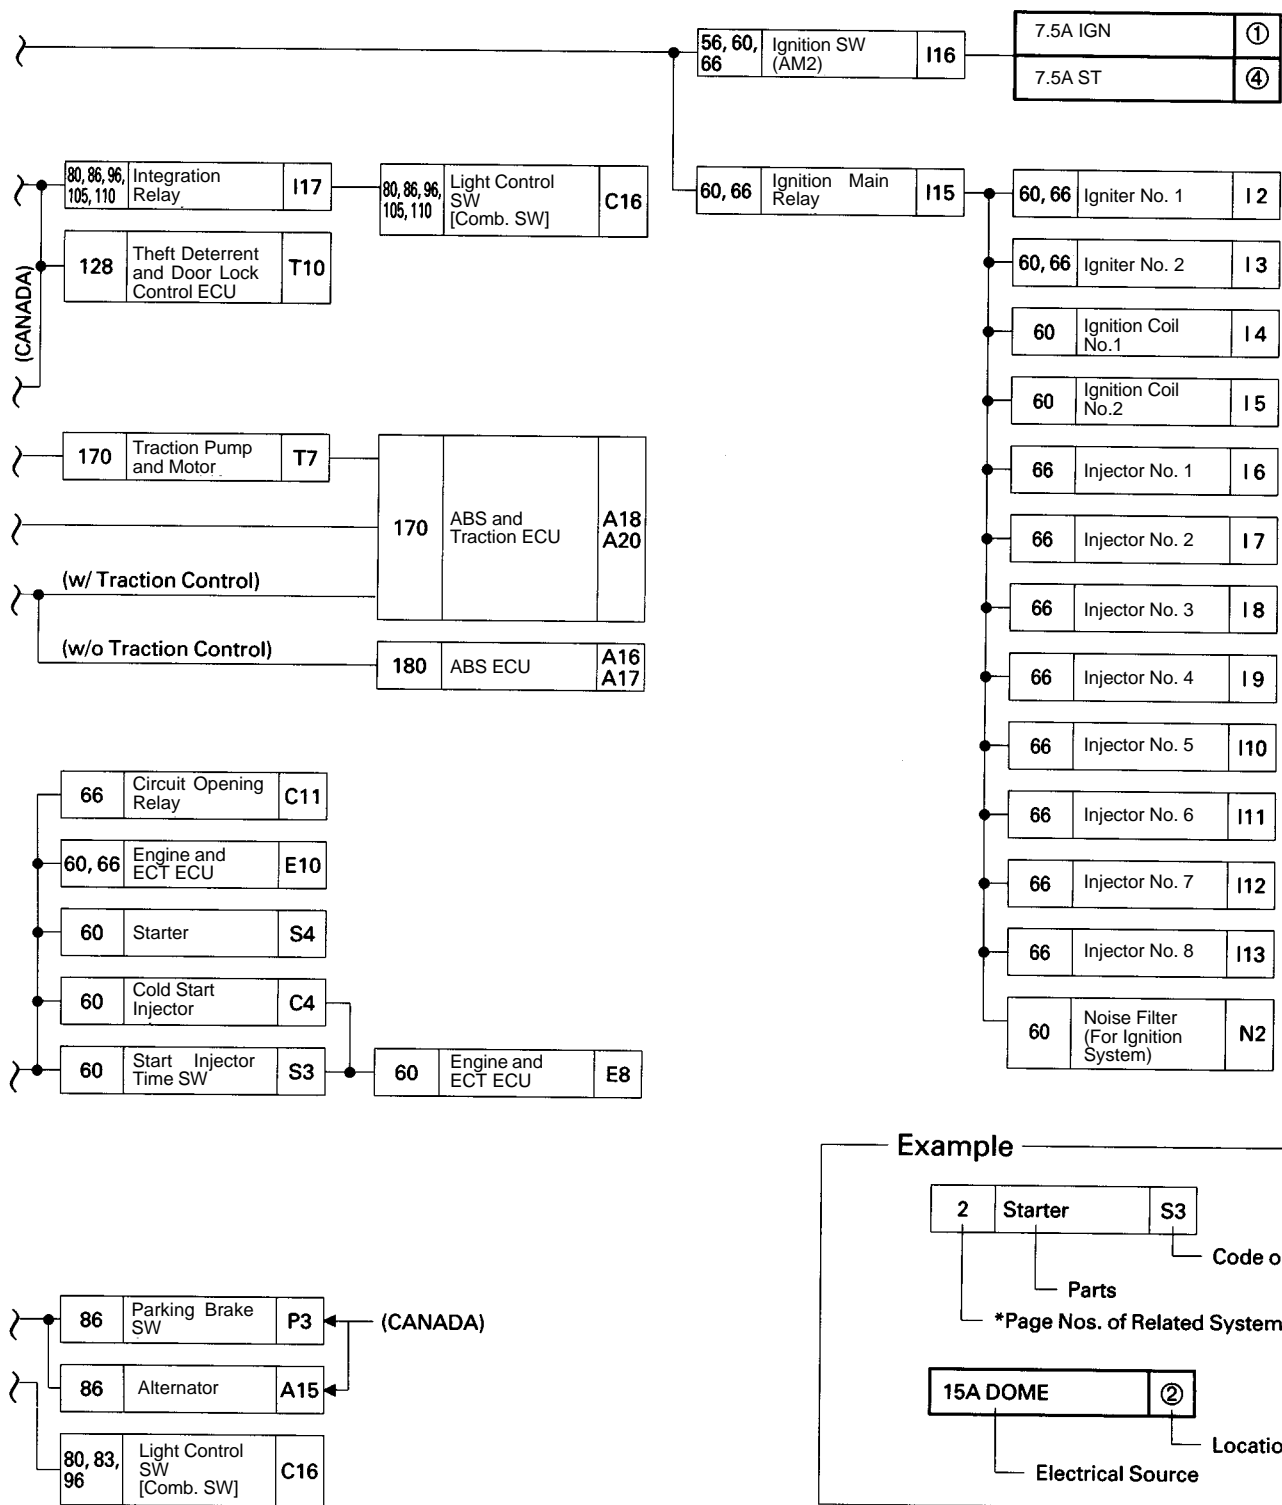 56, 60, 66 Ignition SW (AM2) I16
7.5A IGN ①
7.5A ST ④
80, 86, 96, 105, 110 Integration Relay I17
80, 86, 96, 105, 110 Light Control SW [Comb. SW] C16
128 Theft Deterrent and Door Lock Control ECU T10
(CANADA)
60, 66 Ignition Main Relay I15
60, 66 Igniter No. 1 I 2
60, 66 Igniter No. 2 I 3
60 Ignition Coil No.1 I 4
60 Ignition Coil No.2 I 5
66 Injector No. 1 I 6
66 Injector No. 2 I 7
66 Injector No. 3 I 8
66 Injector No. 4 I 9
66 Injector No. 5 I10
66 Injector No. 6 I11
66 Injector No. 7 I12
66 Injector No. 8 I13
60 Noise Filter (For Ignition System) N2
170 Traction Pump and Motor T7
170 ABS and Traction ECU A18 A20
(w/ Traction Control)
(w/o Traction Control)
180 ABS ECU A16 A17
66 Circuit Opening Relay C11
60, 66 Engine and ECT ECU E10
60 Starter S4
60 Cold Start Injector C4
60 Start Injector Time SW S3
60 Engine and ECT ECU E8
86 Parking Brake SW P3
(CANADA)
86 Alternator A15
80, 83, 96 Light Control SW [Comb. SW] C16
Example
2 Starter S3
Code o
Parts
*Page Nos. of Related System
15A DOME ②
Locatio
Electrical Source